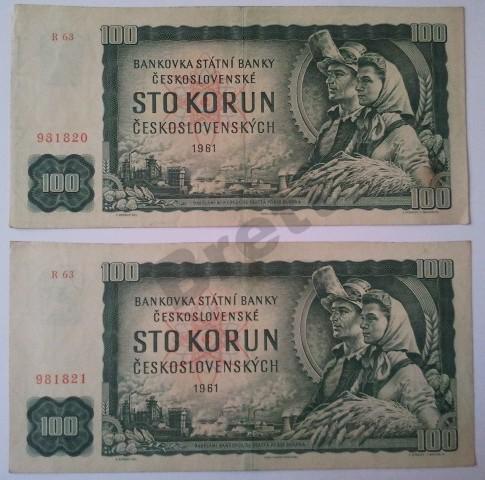 R 63
100
BANKOVKA STÁTNÍ BANKY
ČESKOSLOVENSKÉ
STO KORUN
981820
ČESKOSLOVENSKÝCH
1961
100
100
R 63
100
100
BANKOVKA STÁTNÍ BANKY
ČESKOSLOVENSKÉ
STO KORUN
981821
ČESKOSLOVENSKÝCH
1961
100
100